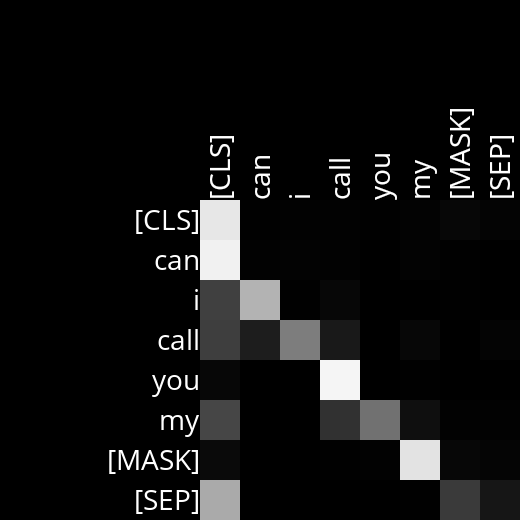 [CLS]
can
i
call
you
my
[MASK]
[SEP]
[CLS]
can
i
call
you
my
[MASK]
[SEP]